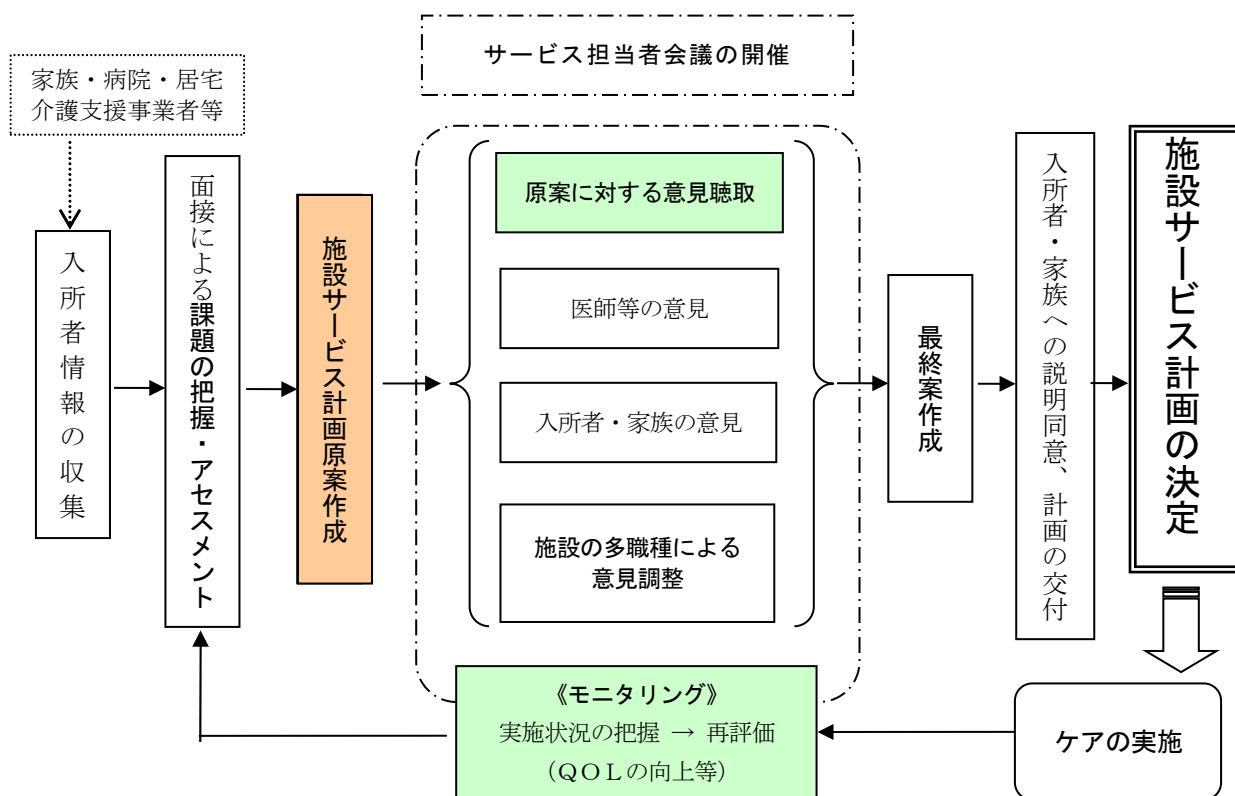 サービス担当者会議の開催
家族・病院・居宅
介護支援事業者等
入所者情報の収集
面接による課題の把握・アセスメント
施設サービス計画原案作成
原案に対する意見聴取
医師等の意見
入所者・家族の意見
施設の多職種による
意見調整
最終案作成
入所者・家族への説明同意、計画の交付
施設サービス計画の決定
ケアの実施
《モニタリング》
実施状況の把握 → 再評価
（ＱＯＬの向上等）